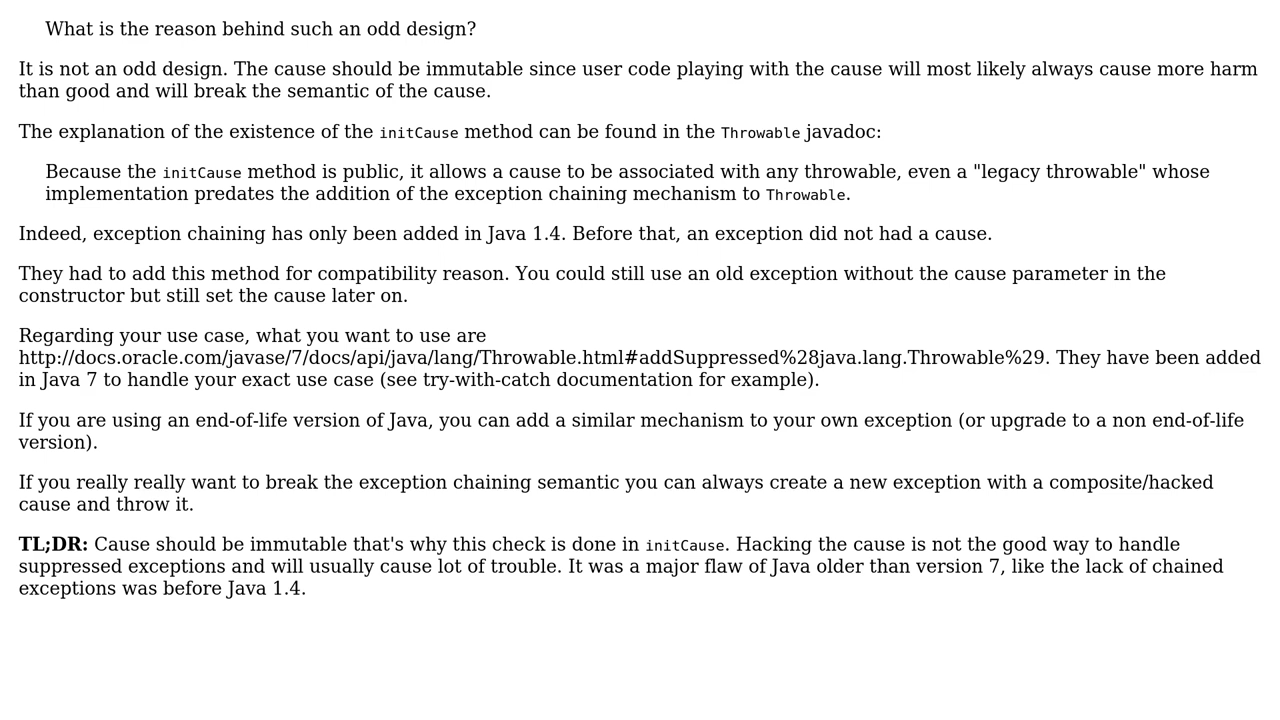 What is the reason behind such an odd design?
It is not an odd design. The cause should be immutable since user code playing with the cause will most likely always cause more harm
than good and will break the semantic of the cause.
The explanation of the existence of the initCause method can be found in the Throwable javadoc:
Because the initCause method is public, it allows a cause to be associated with any throwable, even a "legacy throwable" whose
implementation predates the addition of the exception chaining mechanism to Throwable.
Indeed, exception chaining has only been added in Java 1.4. Before that, an exception did not had a cause.
They had to add this method for compatibility reason. You could still use an old exception without the cause parameter in the
constructor but still set the cause later on.
Regarding your use case, what you want to use are
http://docs.oracle.com/javase/7/docs/api/java/lang/Throwable.html#addSuppressed%28java.lang.Throwable%29. They have been added
in Java 7 to handle your exact use case (see try-with-catch documentation for example).
If you are using an end-of-life version of Java, you can add a similar mechanism to your own exception (or upgrade to a non end-of-life
version).
If you really really want to break the exception chaining semantic you can always create a new exception with a composite/hacked
cause and throw it.
TL;DR: Cause should be immutable that's why this check is done in initCause. Hacking the cause is not the good way to handle
suppressed exceptions and will usually cause lot of trouble. It was a major flaw of Java older than version 7, like the lack of chained
exceptions was before Java 1.4.